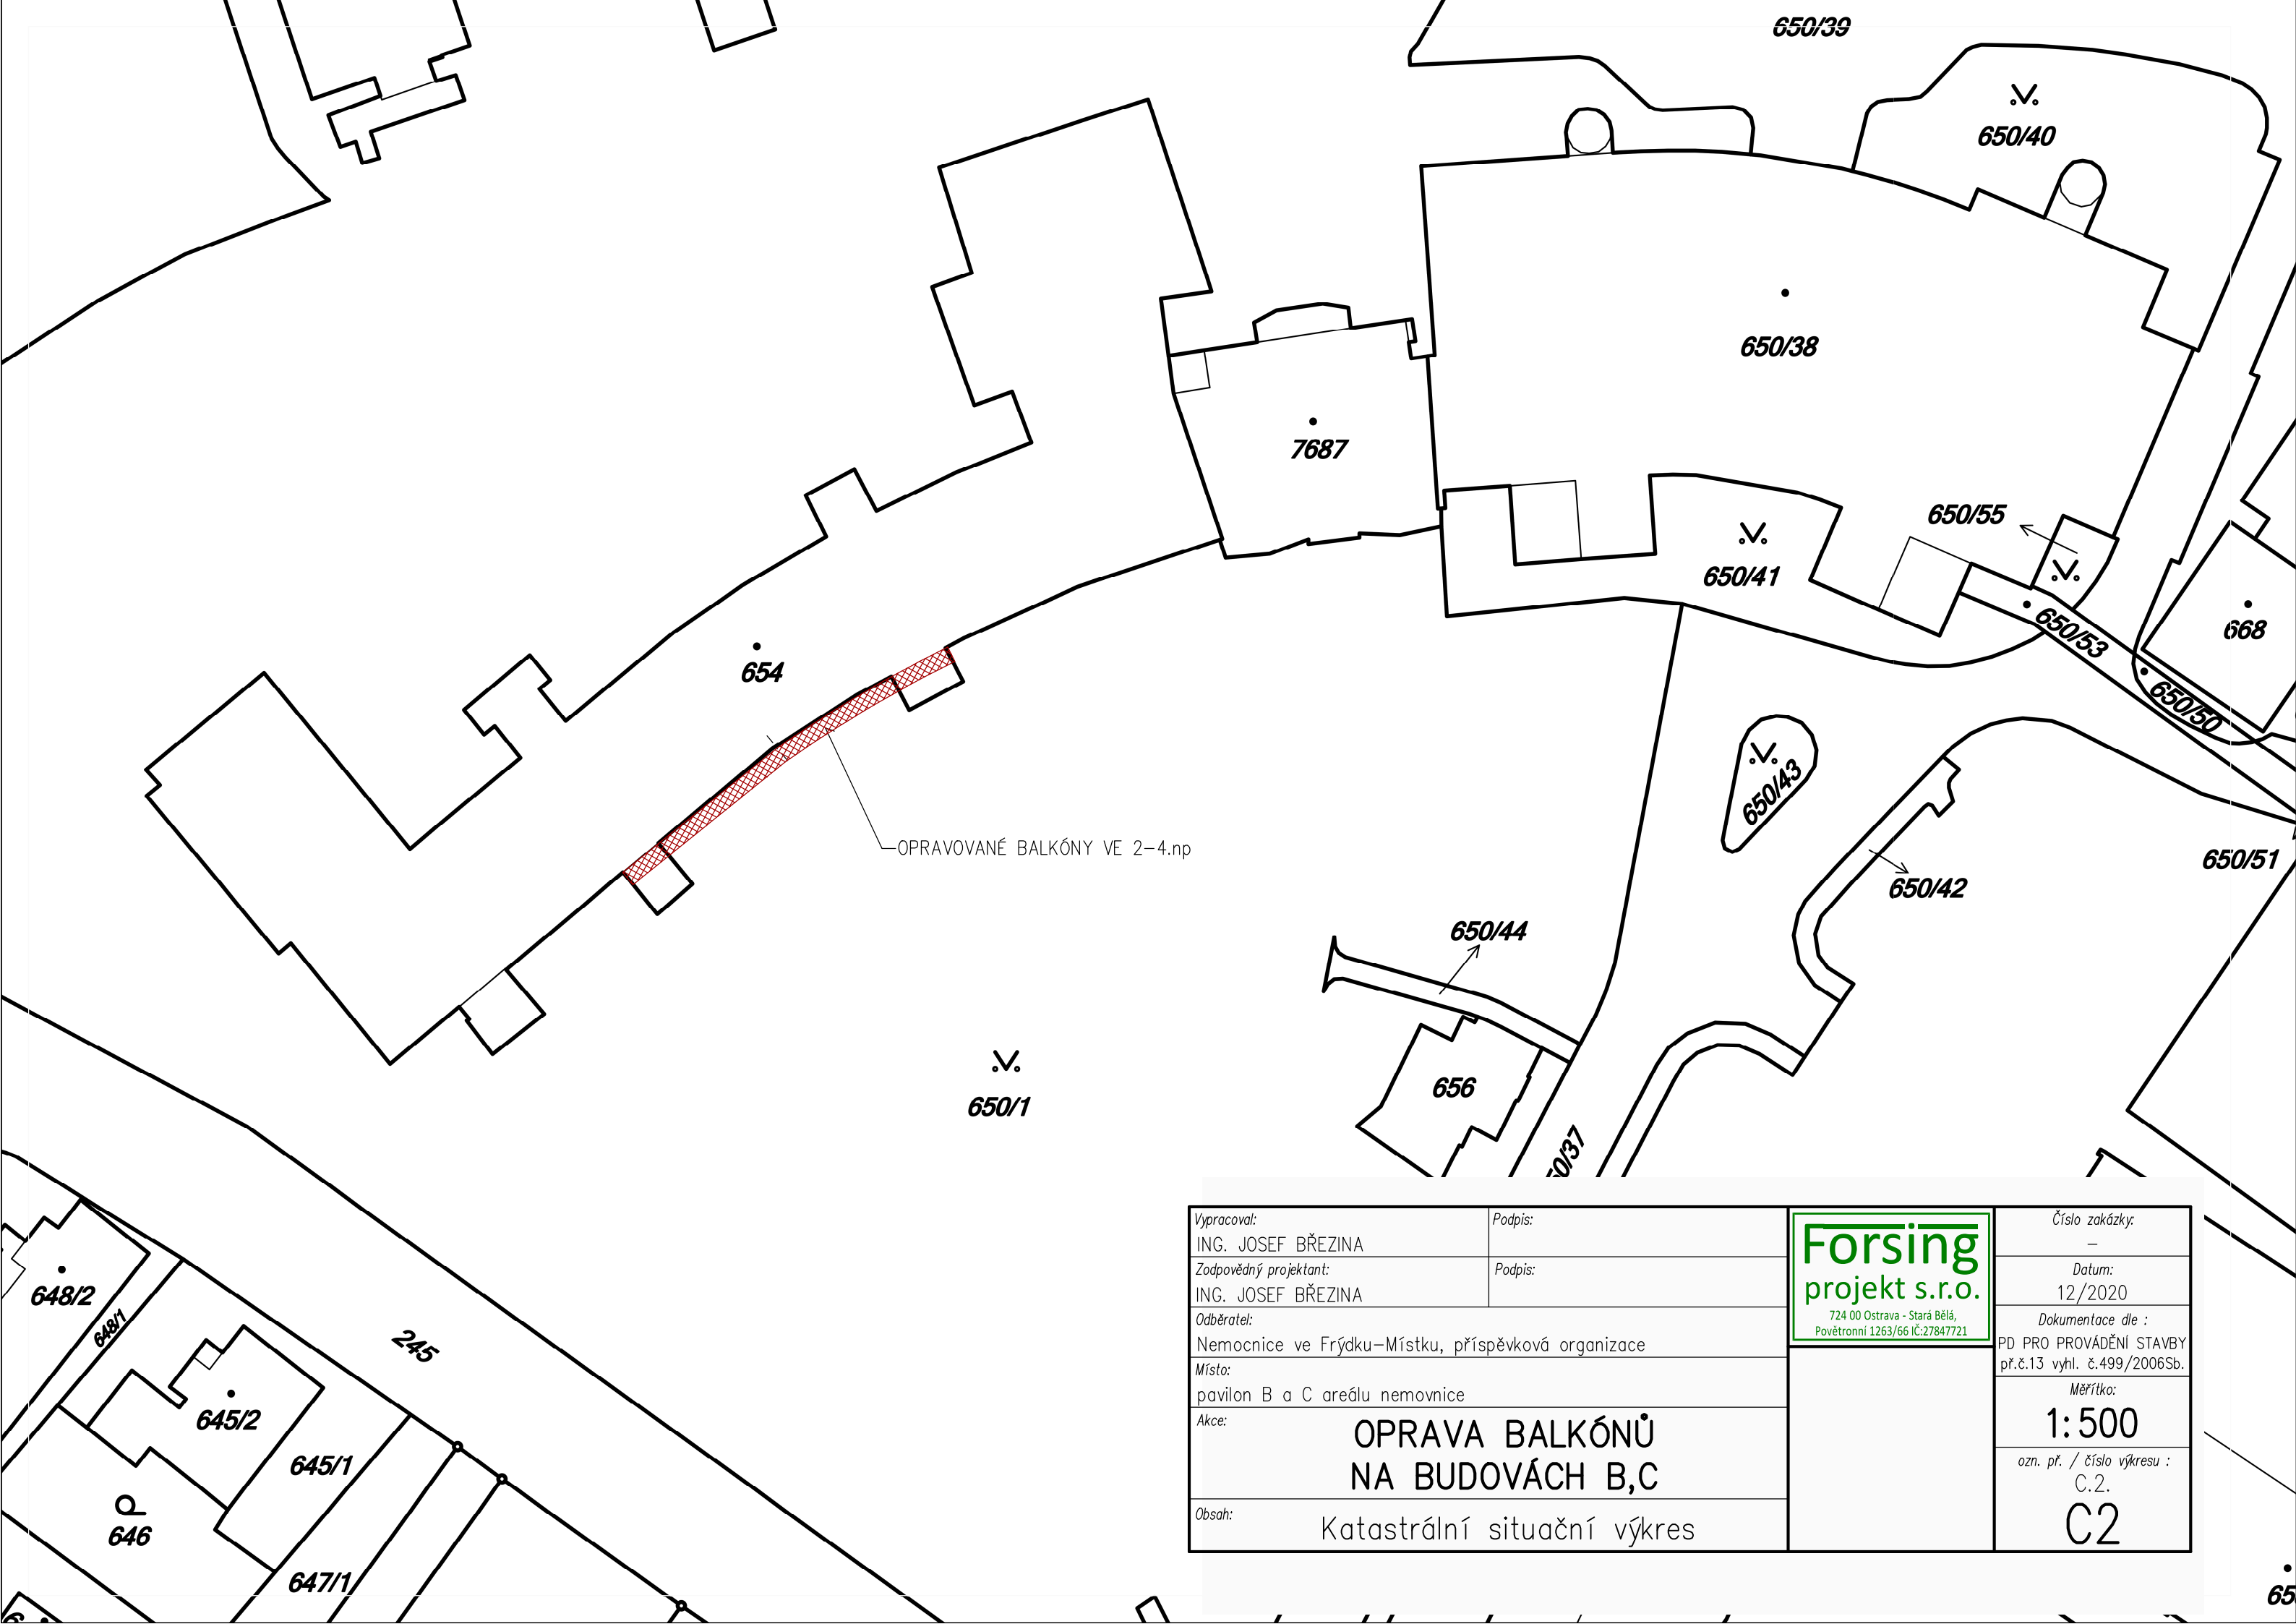 650/39
650/40
650/38
7687
650/55
650/41
650/53
668
654
650/50
650/43
OPRAVOVANÉ BALKÓNY VE 2-4.np
650/51
650/42
650/44
656
650/1
648/2
648/1
245
645/2
645/1
646
647/1
Vypracoval:
ING. JOSEF BŘEZINA
Podpis:
Zodpovědný projektant:
ING. JOSEF BŘEZINA
Podpis:
Odběratel:
Nemocnice ve Frýdku-Místku, příspěvková organizace
Místo:
pavilon B a C areálu nemovnice
Akce:
OPRAVA BALKÓNŮ
NA BUDOVÁCH B,C
Obsah:
Katastrální situační výkres
Forsing
projekt s.r.o.
724 00 Ostrava - Stará Bělá,
Povětronní 1263/66 IČ:27847721
Číslo zakázky:
–
Datum:
12/2020
Dokumentace dle :
PD PRO PROVÁDĚNÍ STAVBY
př.č.13 vyhl. č.499/2006Sb.
Měřítko:
1:500
ozn. př. / číslo výkresu :
C.2.
C2